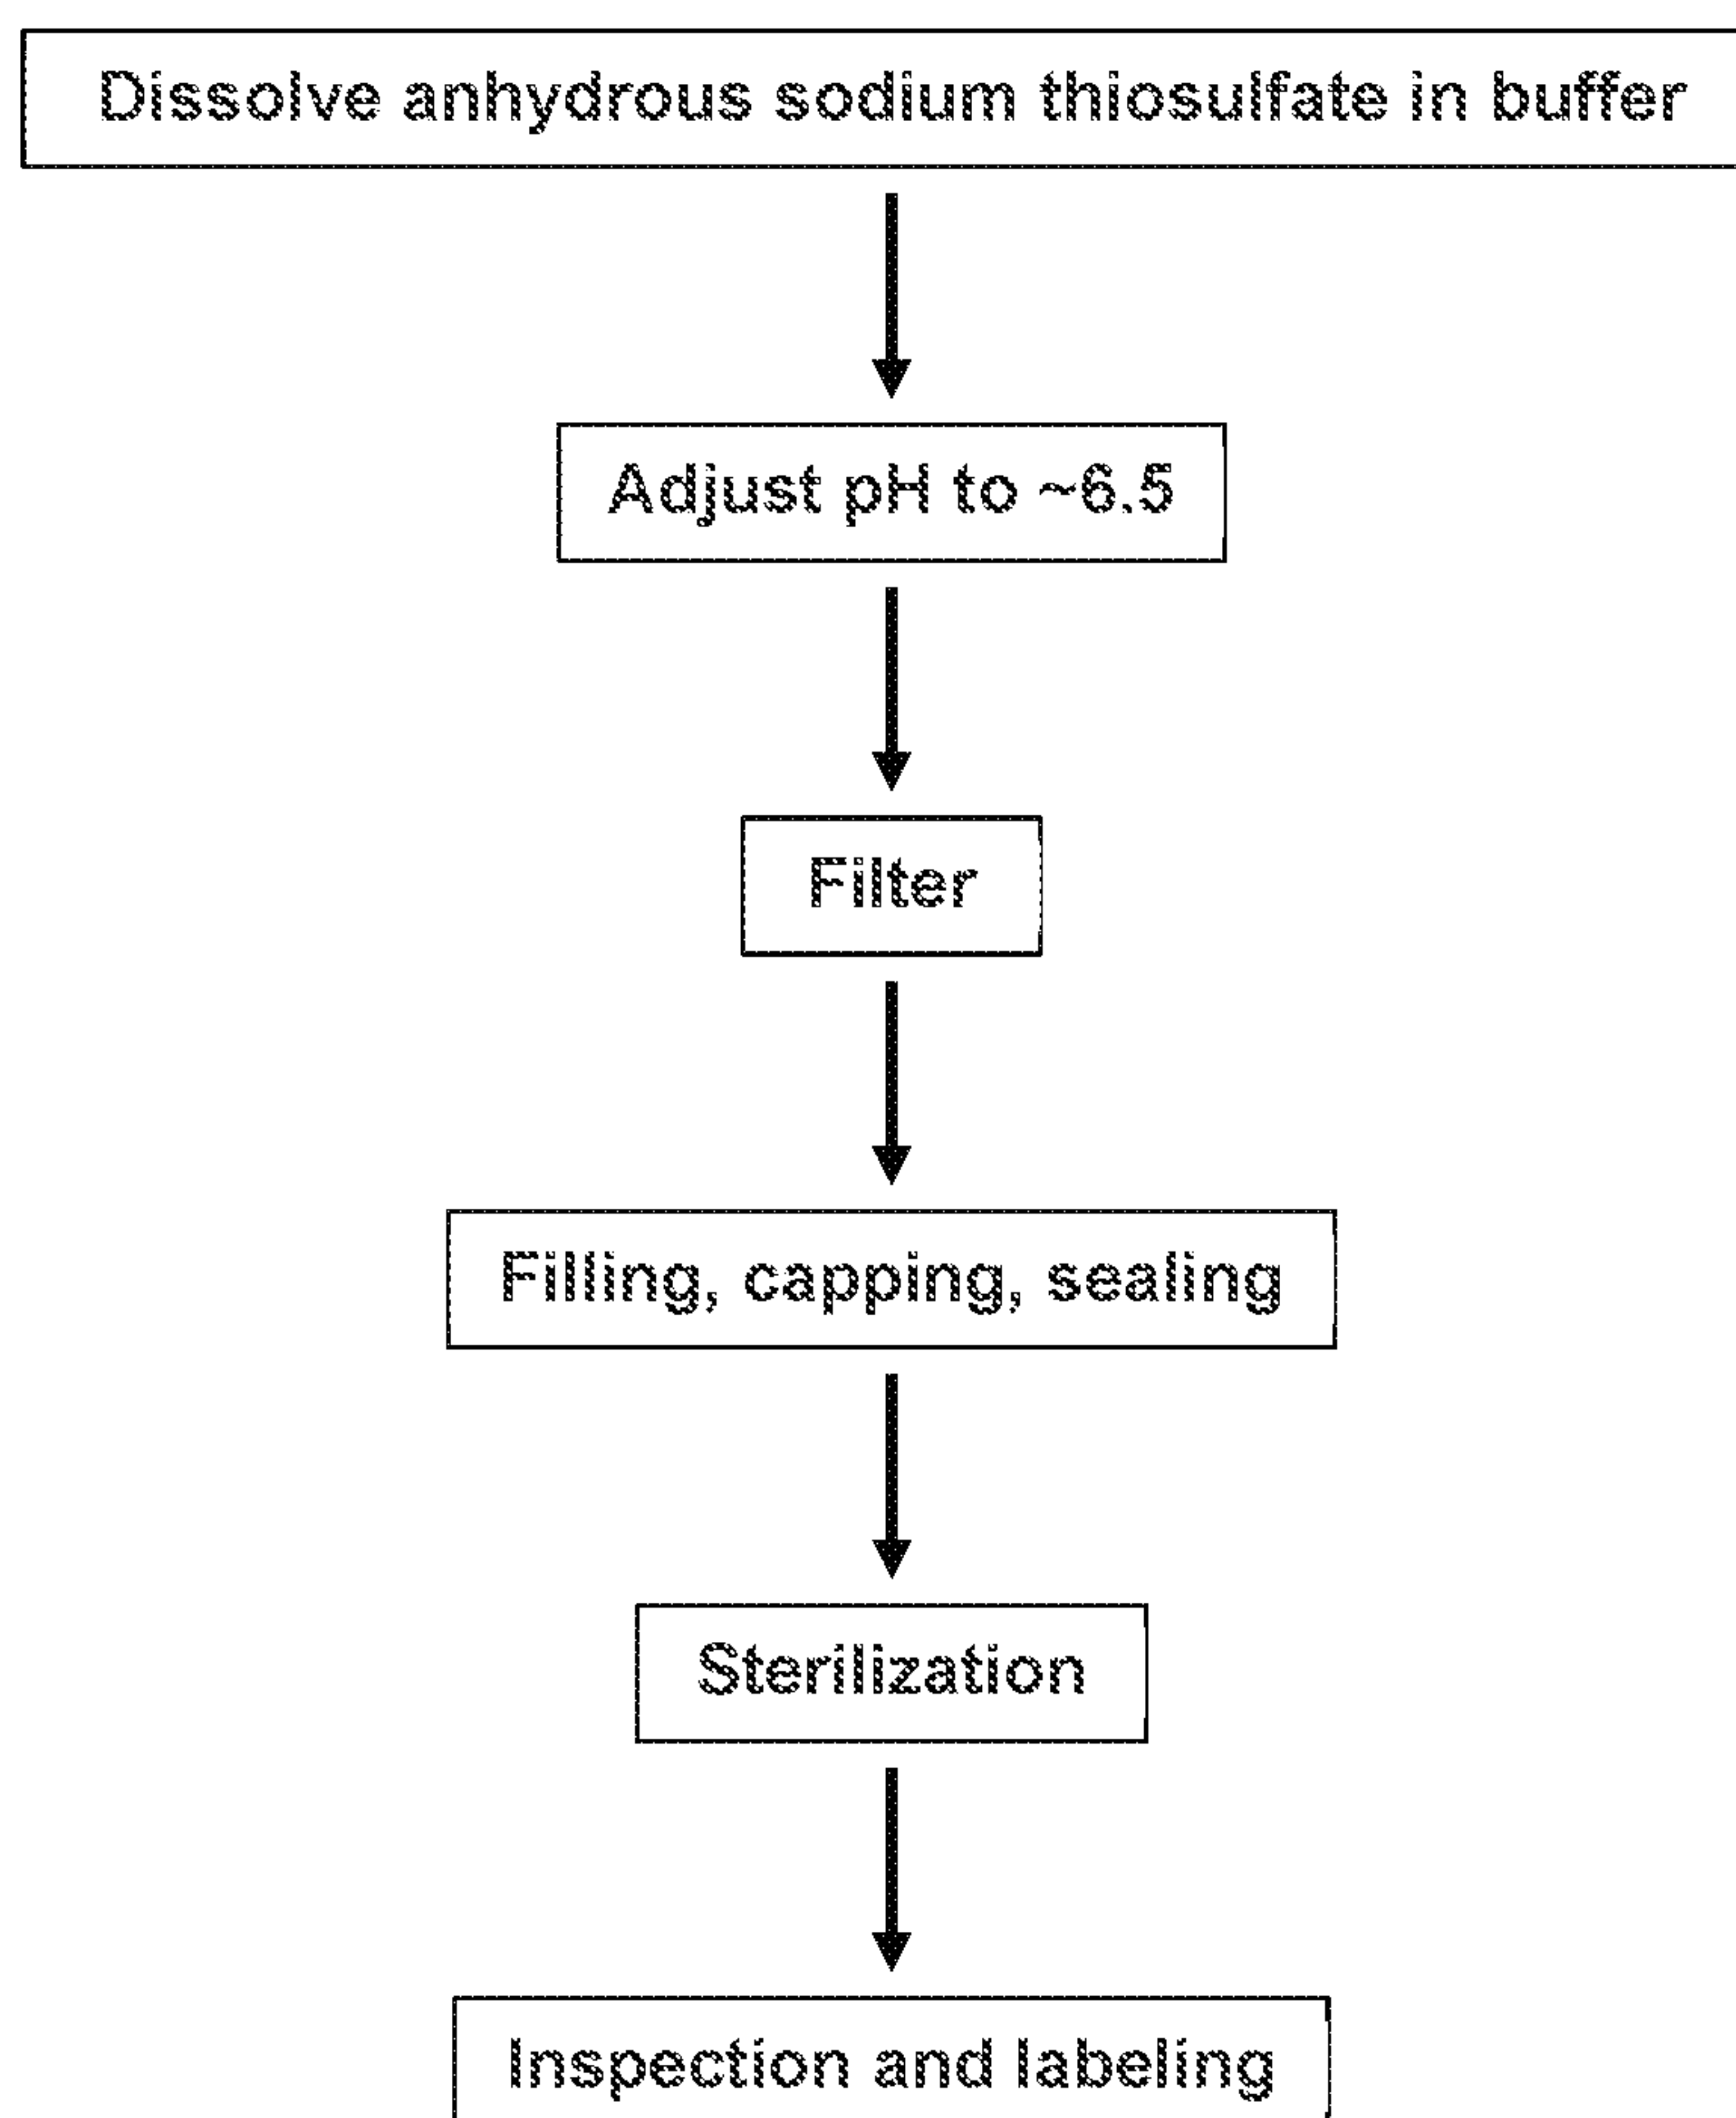 Dissolve anhydrous sodium thiosulfate in buffer
Adjust pH to ~6.5
Filter
Filling, capping, sealing
Sterilization
Inspection and labeling